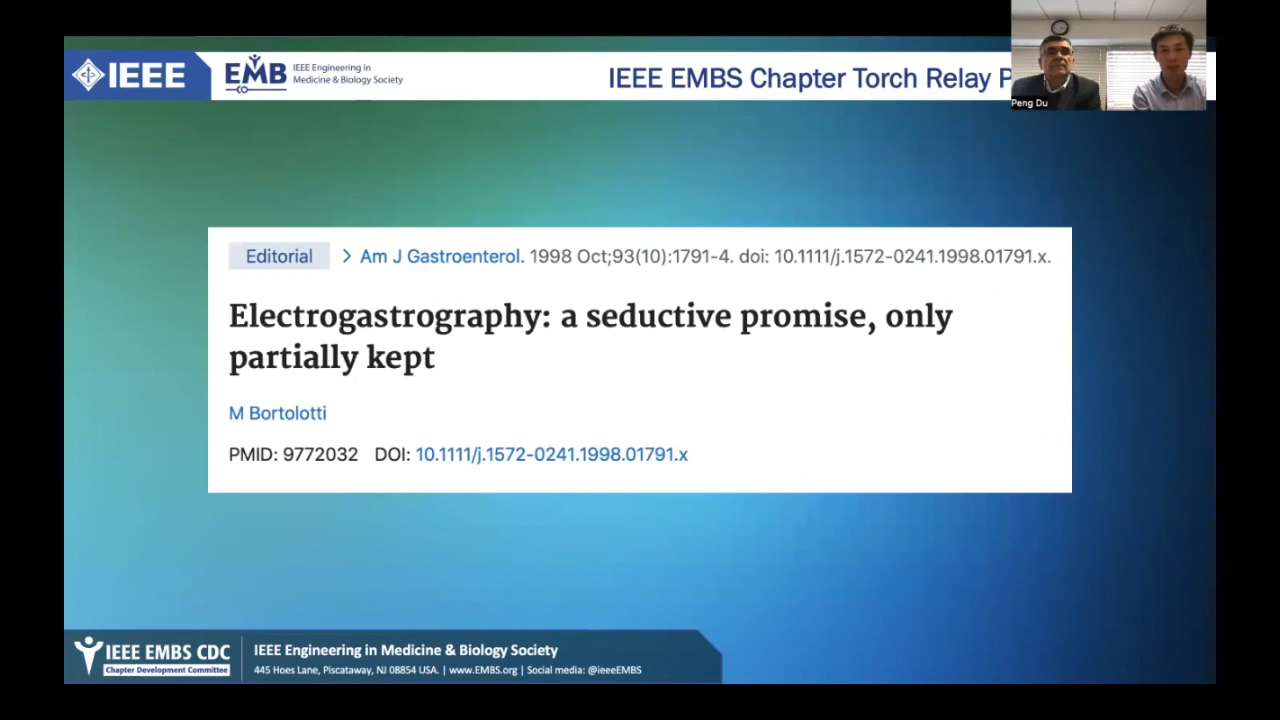 IEEE
EMB
IEEE Engineering in
Medicine & Biology Society
IEEE EMBS Chapter Torch Relay P
Peng Du
Editorial > Am J Gastroenterol. 1998 Oct;93(10):1791-4. doi: 10.1111/j.1572-0241.1998.01791.x.
Electrogastrography: a seductive promise, only
partially kept
M Bortolotti
PMID: 9772032 DOI: 10.1111/j.1572-0241.1998.01791.x
IEEE EMBS CDC
Chapter Development Committee
IEEE Engineering in Medicine & Biology Society
445 Hoes Lane, Piscataway, NJ 08854 USA. | www.EMBS.org | Social media: @ieeeEMBS